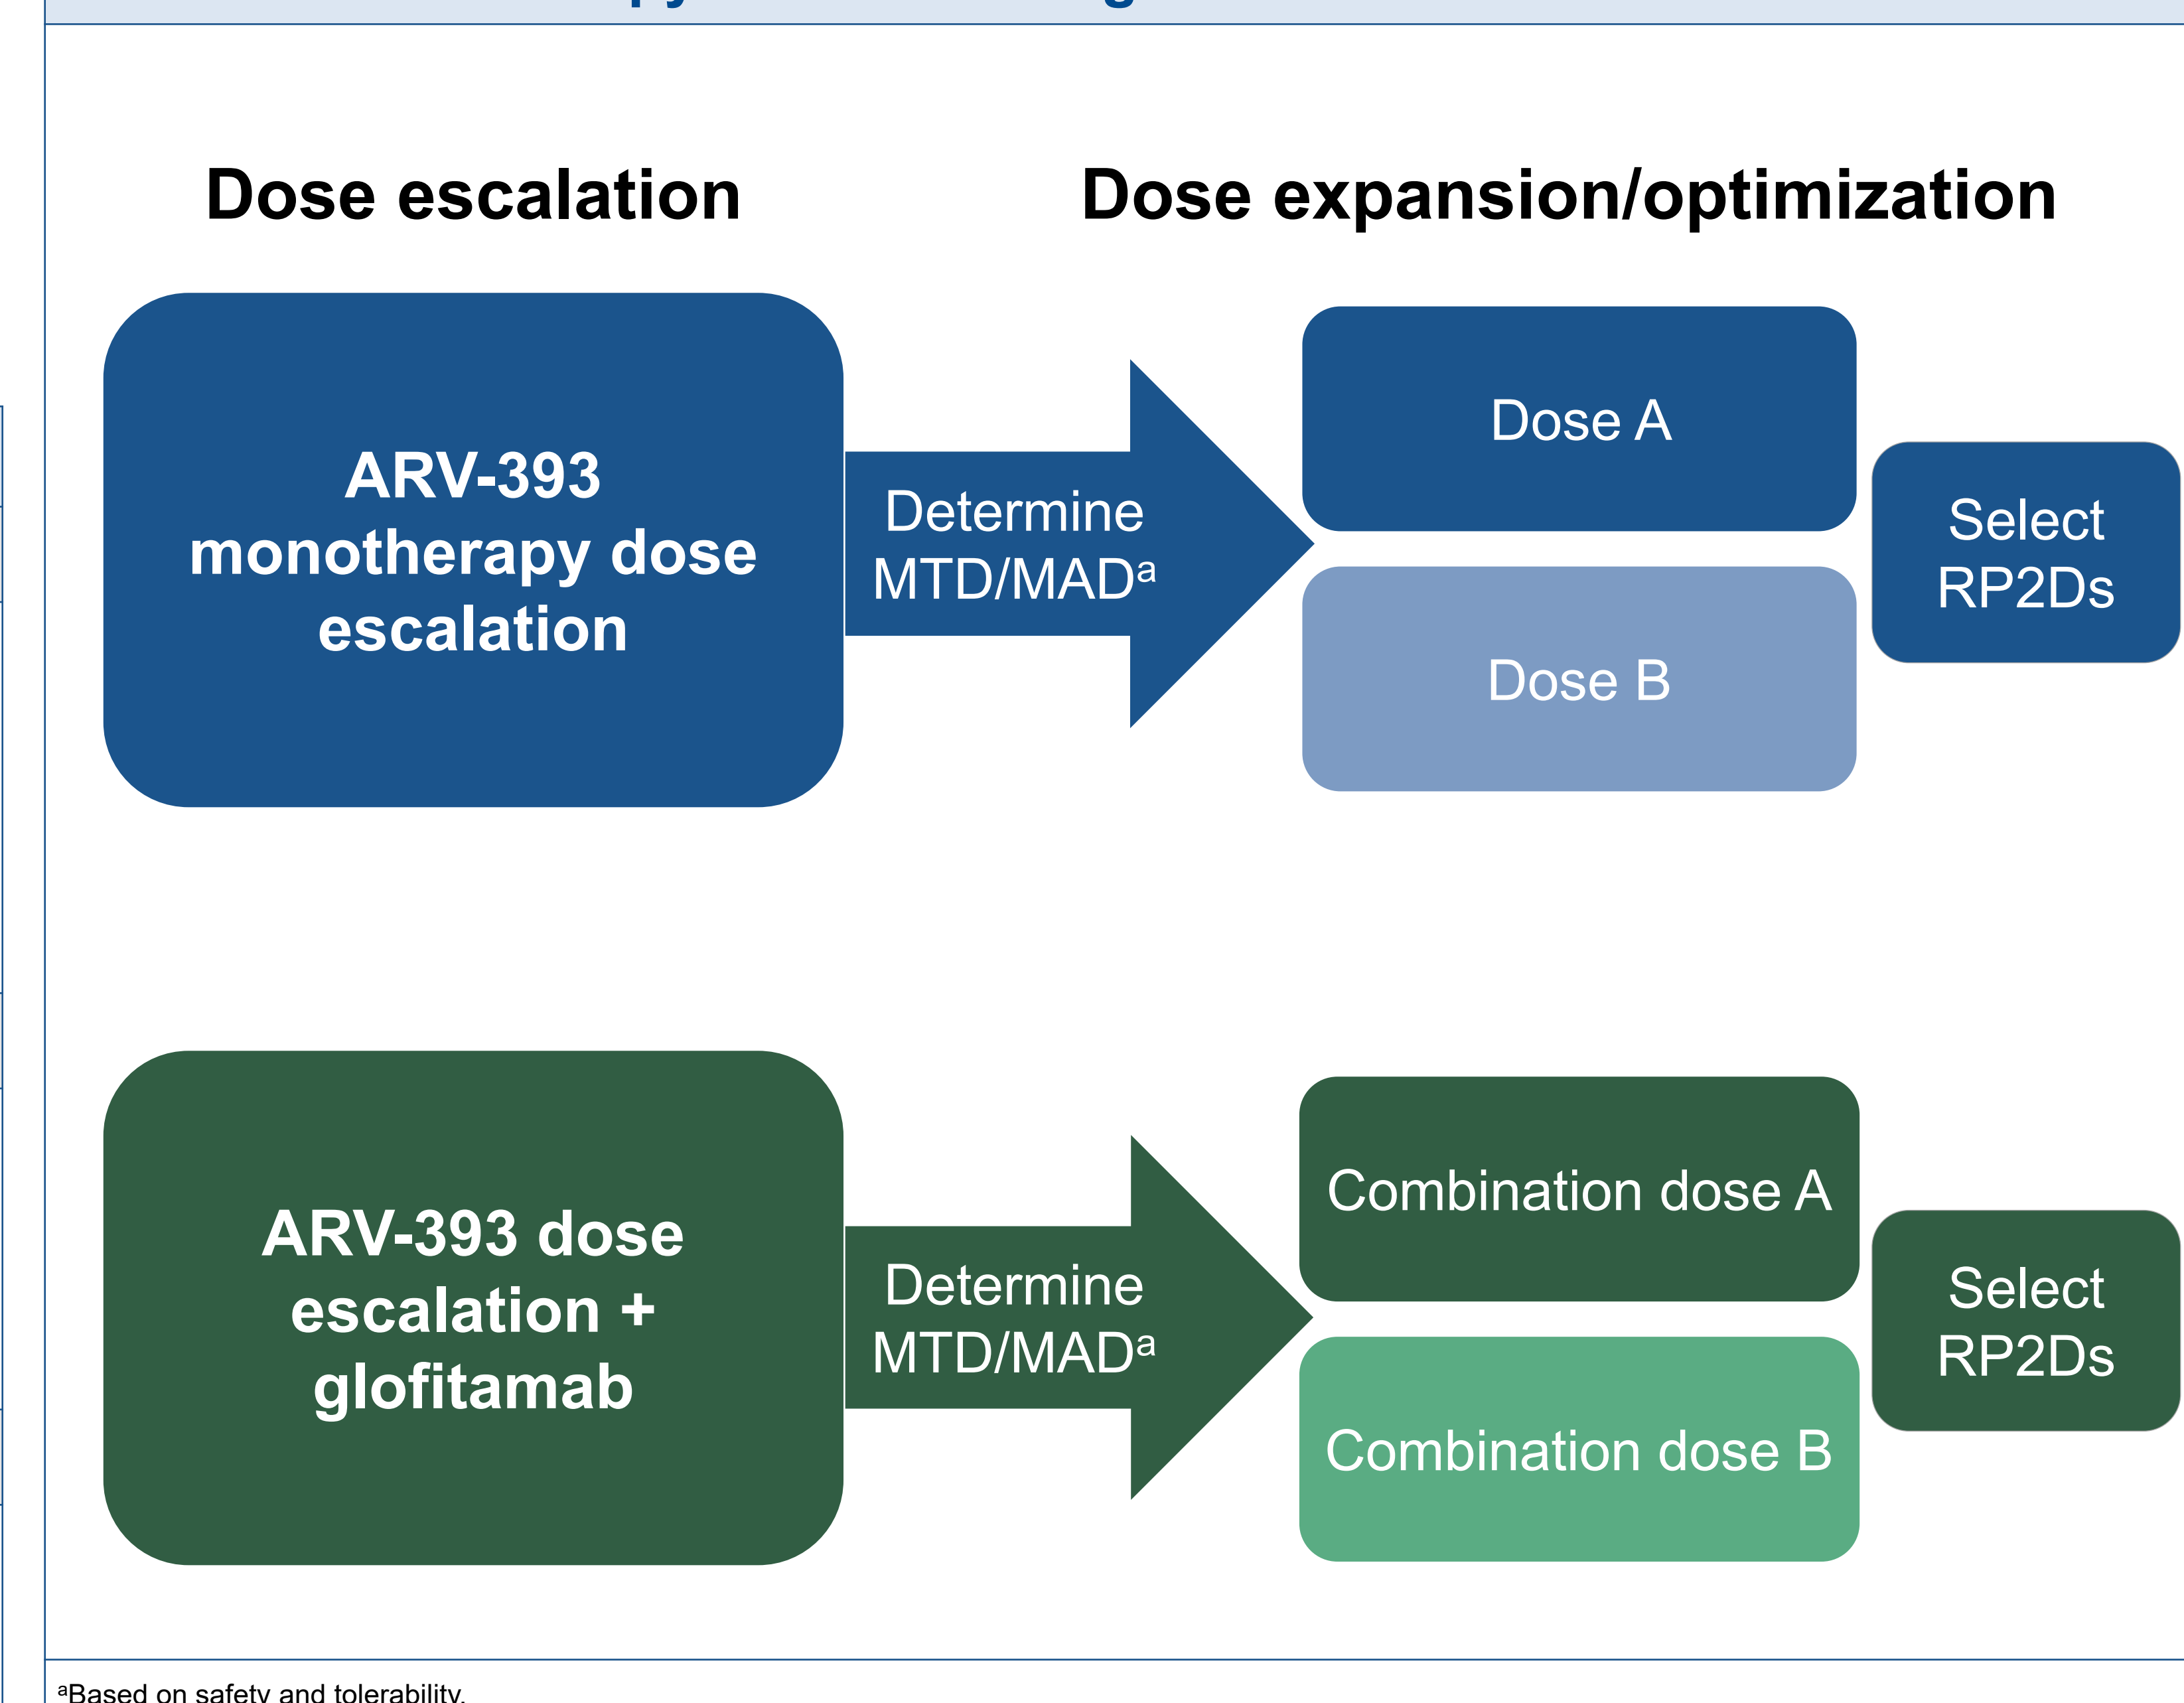 Dose escalation
Dose expansion/optimization
ARV-393
monotherapy dose
escalation
Determine
MTD/MADᵃ
Dose A
Dose B
Select
RP2Ds
ARV-393 dose
escalation +
glofitamab
Determine
MTD/MADᵃ
Combination dose A
Combination dose B
Select
RP2Ds
ᵃBased on safety and tolerability.